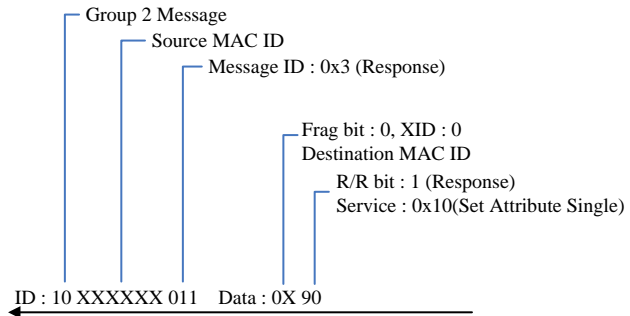 Group 2 Message
Source MAC ID
Message ID : 0x3 (Response)
Frag bit : 0, XID : 0
Destination MAC ID
R/R bit : 1 (Response)
Service : 0x10(Set Attribute Single)
ID : 10 XXXXXX 011 Data : 0X 90